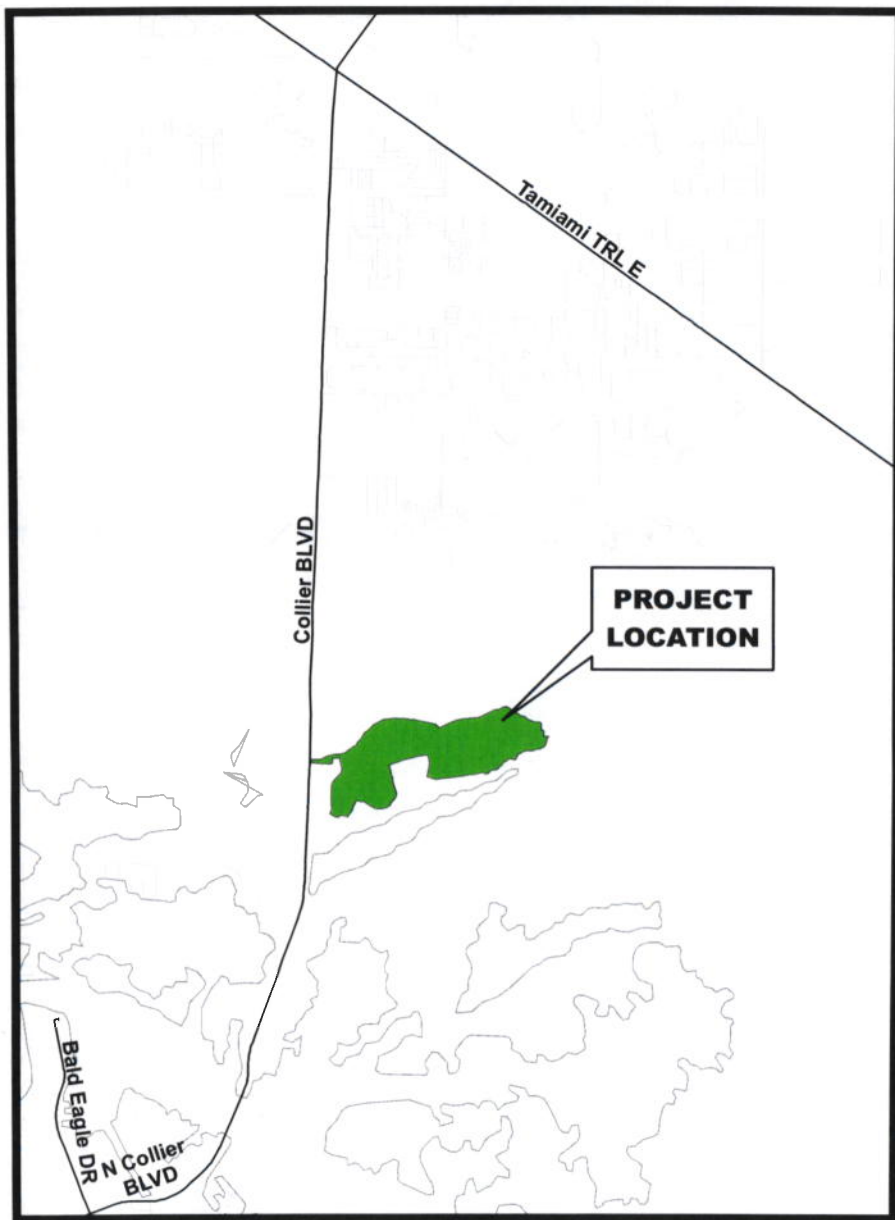 Tamiami TRL E
Collier BLVD
PROJECT
LOCATION
Bald Eagle DR
N Collier
BLVD